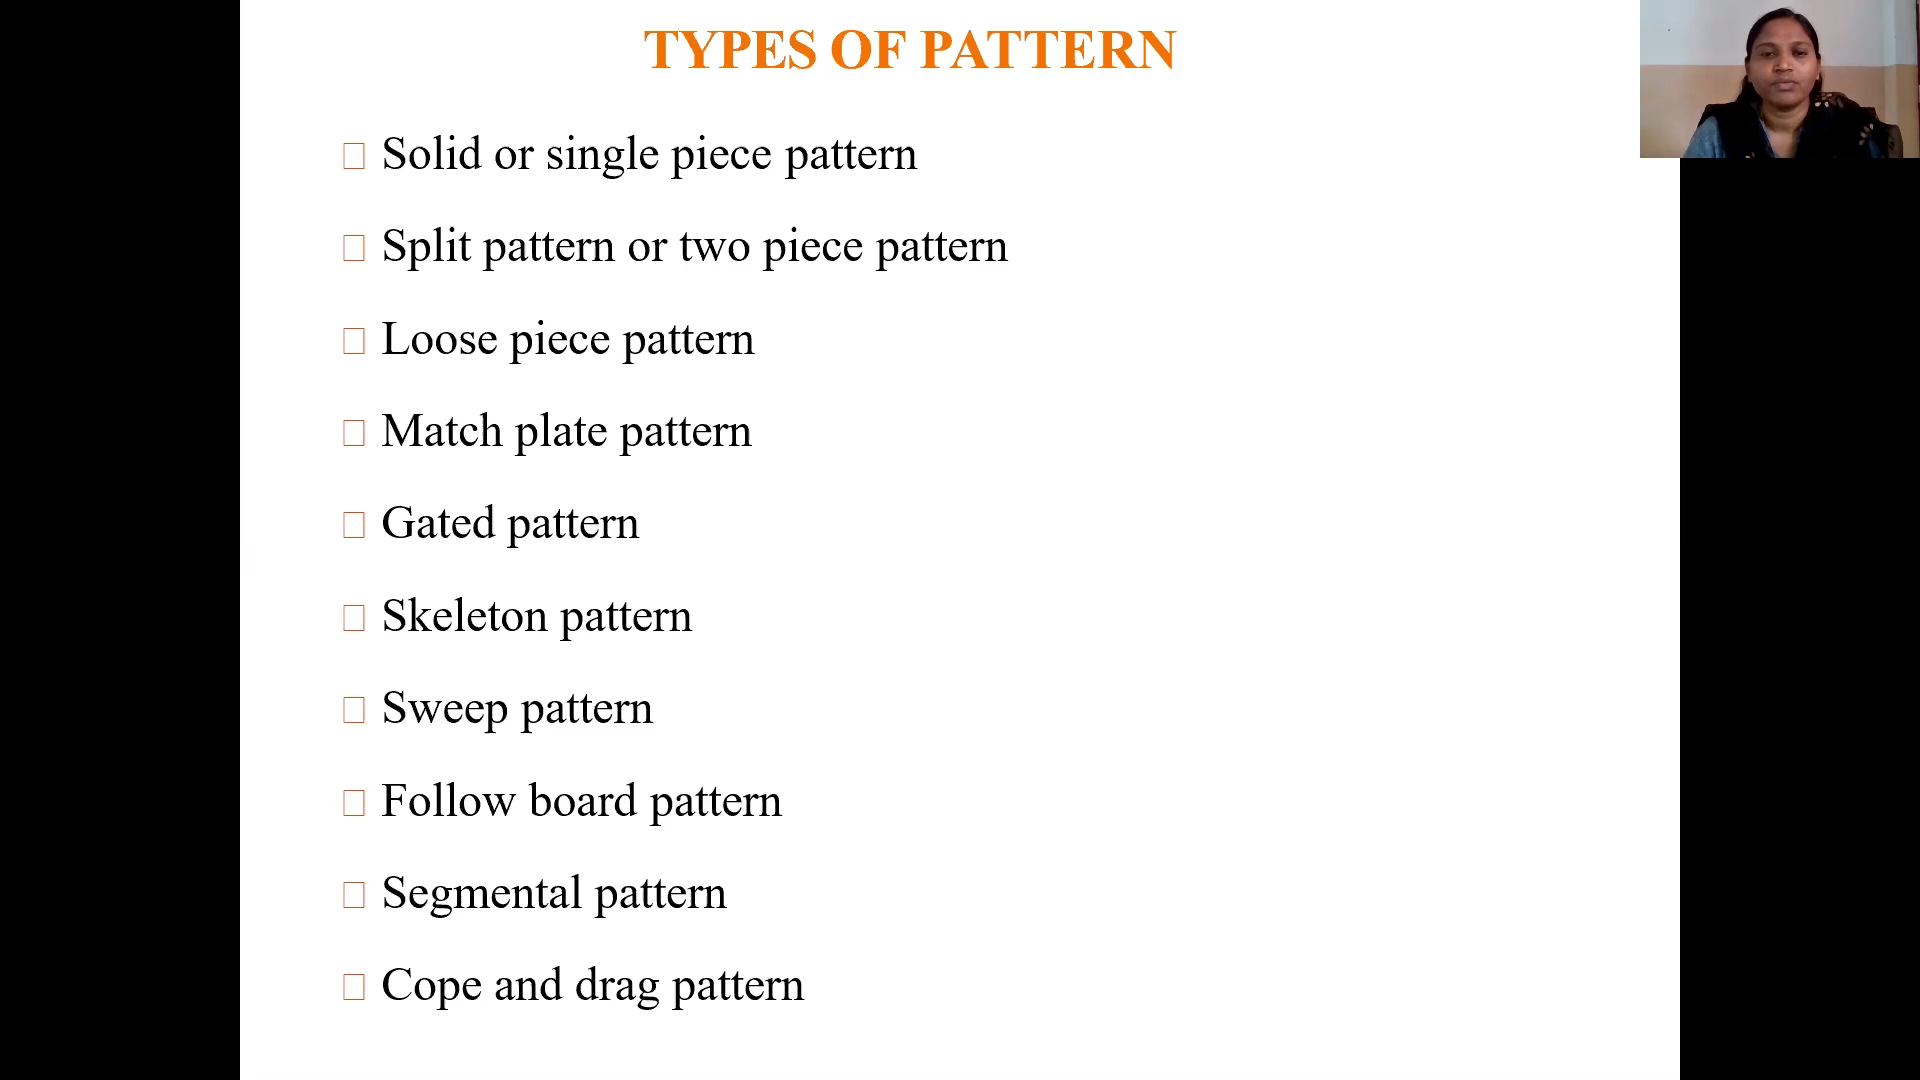 TYPES OF PATTERN
Solid or single piece pattern
Split pattern or two piece pattern
Loose piece pattern
Match plate pattern
Gated pattern
Skeleton pattern
Sweep pattern
Follow board pattern
Segmental pattern
Cope and drag pattern